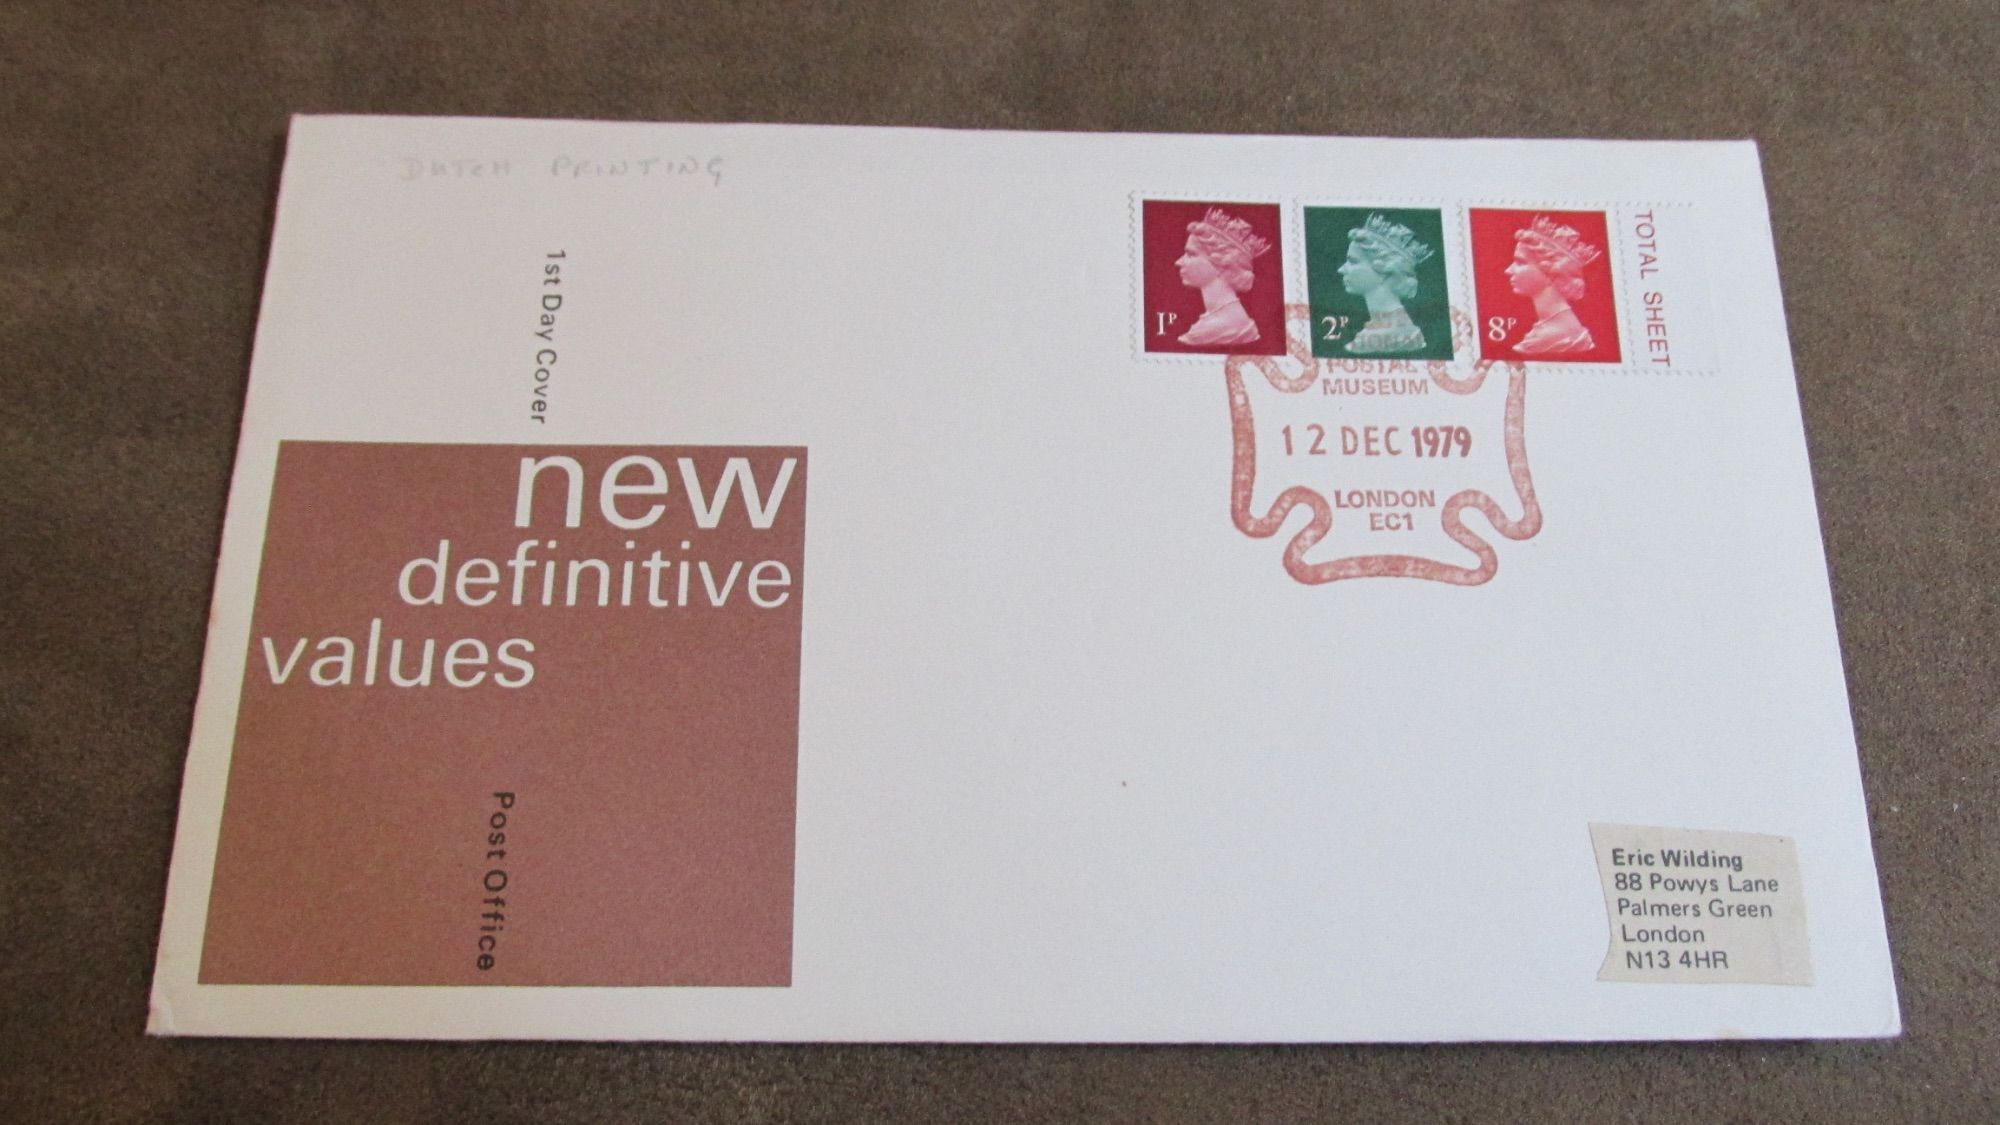 DUTCH PRINTING
1st Day Cover
new
definitive
values
Post Office
1P
2P
8P
TOTAL SHEET
POSTAL
MUSEUM
12 DEC 1979
LONDON
EC1
Eric Wilding
88 Powys Lane
Palmers Green
London
N13 4HR